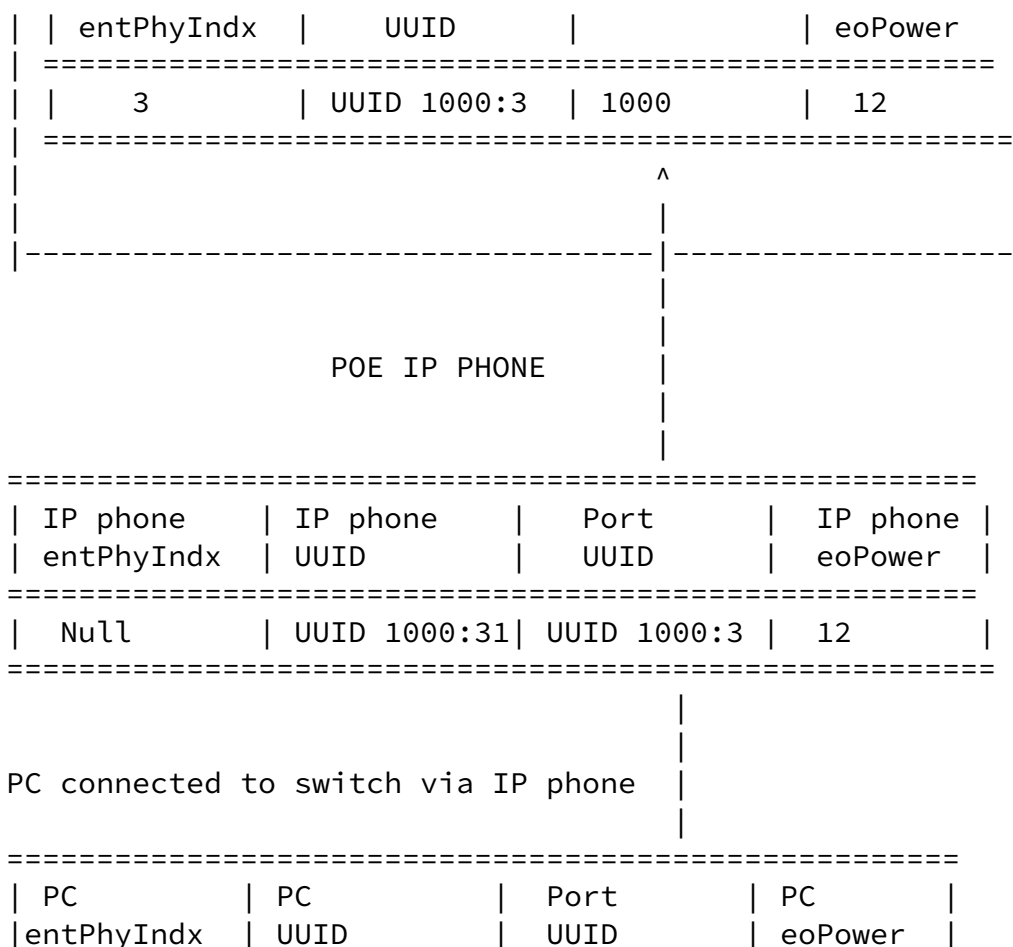 | | entPhyIndx  |    UUID      |            | eoPower
| =====================================================
| |     3        | UUID 1000:3  | 1000       |  12
| ======================================================
|                                   ^
|                                   |
|-----------------------------------|-------------------
                                    |
                                    |
                  POE IP PHONE      |
                                    |
                                    |
======================================================
| IP phone    | IP phone    |   Port      |  IP phone |
| entPhyIndx  | UUID        |   UUID      |  eoPower  |
======================================================
|  Null       | UUID 1000:31| UUID 1000:3 |  12       |
=======================================================
                                     |
                                     |
PC connected to switch via IP phone  |
                                     |
=====================================================
| PC         | PC          |  Port       | PC       |
|entPhyIndx  | UUID        |  UUID       | eoPower  |